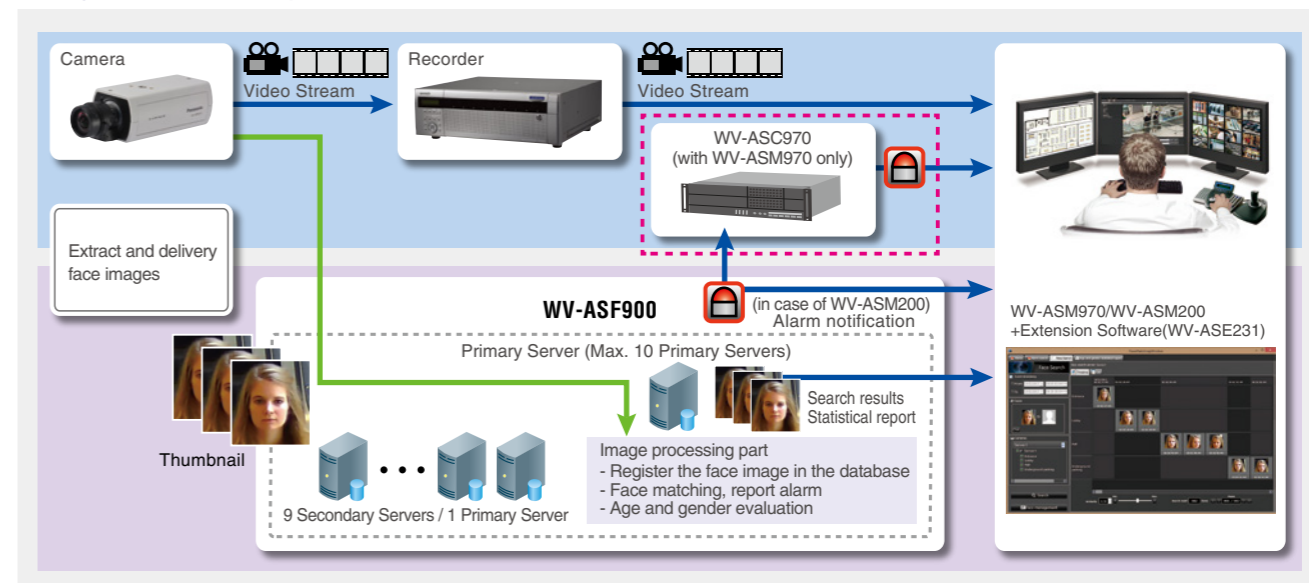 Camera
Video Stream
Recorder
Video Stream
WV-ASC970
(with WV-ASM970 only)
Extract and delivery
face images
WV-ASF900
(in case of WV-ASM200)
Alarm notification
WV-ASM970/WV-ASM200
+Extension Software(WV-ASE231)
Primary Server (Max. 10 Primary Servers)
Search results
Statistical report
Thumbnail
9 Secondary Servers / 1 Primary Server
Image processing part
- Register the face image in the database
- Face matching, report alarm
- Age and gender evaluation
Face Search